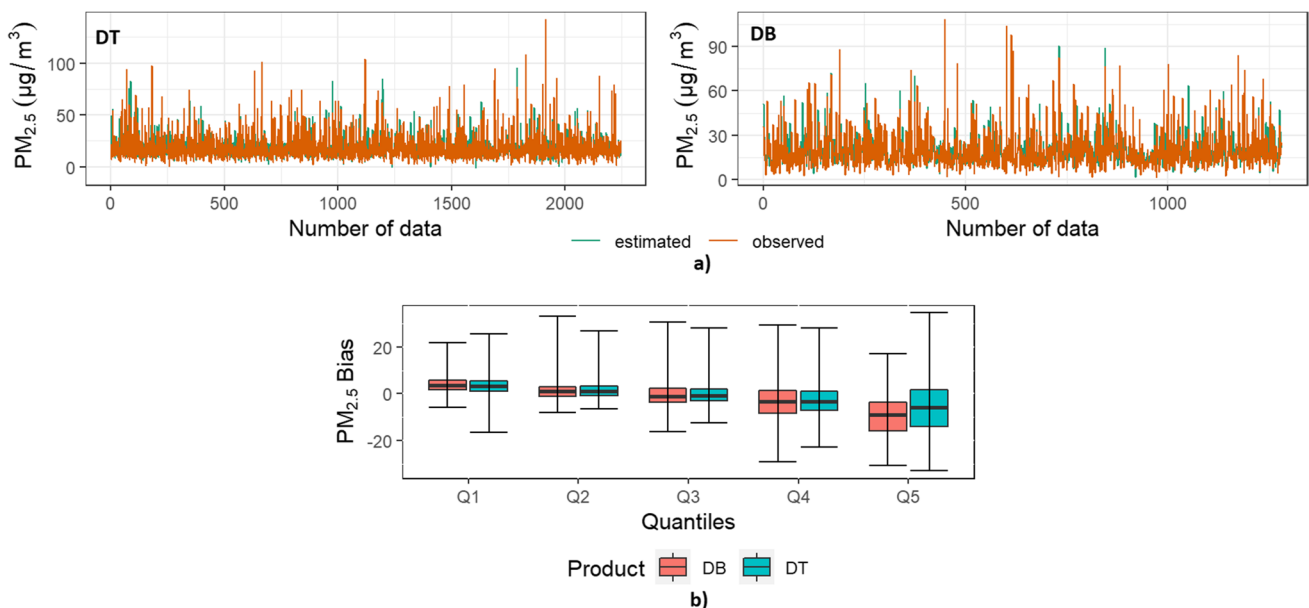 DT
PM2.5 (µg/m³)
100
50
0
0 500 1000 1500 2000
Number of data
DB
PM2.5 (µg/m³)
90
60
30
0
0 500 1000
Number of data
estimated observed
a)
PM2.5 Bias
20
0
-20
Q1 Q2 Q3 Q4 Q5
Quantiles
Product DB DT
b)